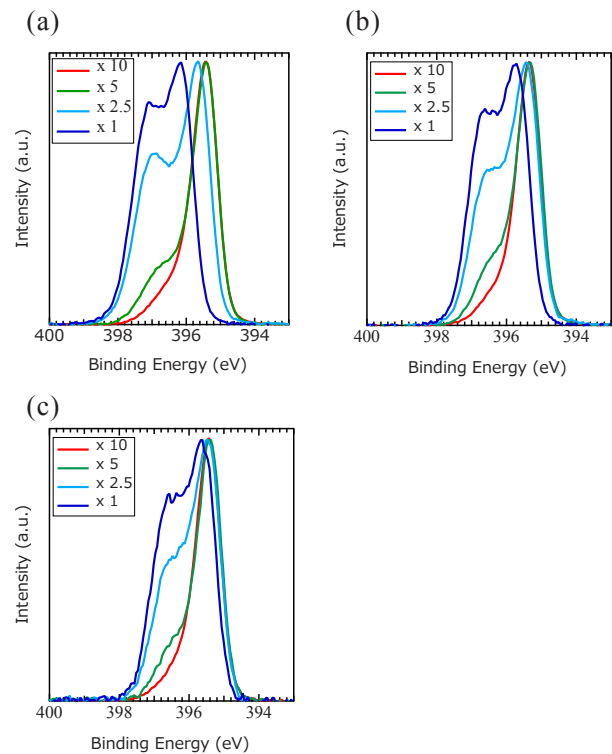 (a)
x 10
x 5
x 2.5
x 1
Intensity (a.u.)
400 398 396 394
Binding Energy (eV)
(b)
x 10
x 5
x 2.5
x 1
Intensity (a.u.)
400 398 396 394
Binding Energy (eV)
(c)
x 10
x 5
x 2.5
x 1
Intensity (a.u.)
400 398 396 394
Binding Energy (eV)